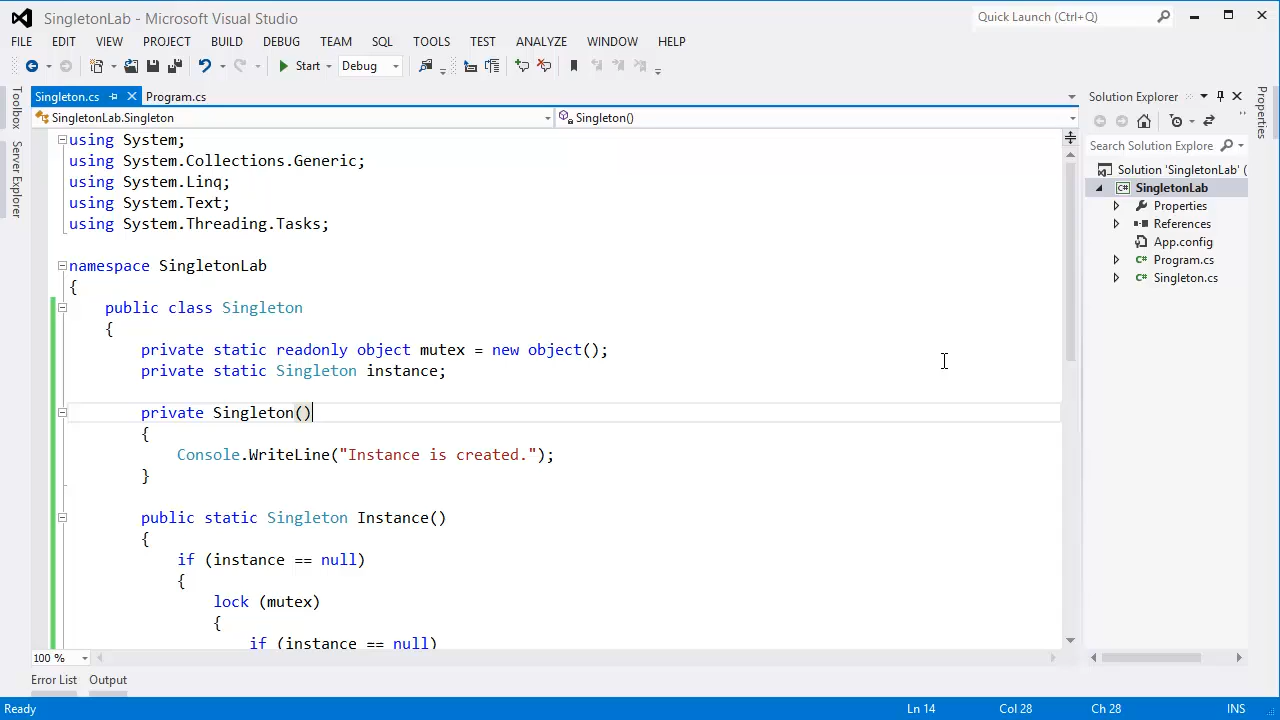 SingletonLab - Microsoft Visual Studio
Quick Launch (Ctrl+Q)
FILE EDIT VIEW PROJECT BUILD DEBUG TEAM SQL TOOLS TEST ANALYZE WINDOW HELP
Start Debug
Toolbox
Server Explorer
Singleton.cs Program.cs
SingletonLab.Singleton Singleton()
using System;
using System.Collections.Generic;
using System.Linq;
using System.Text;
using System.Threading.Tasks;
namespace SingletonLab
{
public class Singleton
{
private static readonly object mutex = new object();
private static Singleton instance;
private Singleton()
{
Console.WriteLine("Instance is created.");
}
public static Singleton Instance()
{
if (instance == null)
{
lock (mutex)
{
if (instance == null)
100 %
Solution Explorer
Search Solution Explore
Solution 'SingletonLab' (
C# SingletonLab
Properties
References
App.config
C# Program.cs
C# Singleton.cs
Properties
Error List Output
Ready Ln 14 Col 28 Ch 28 INS